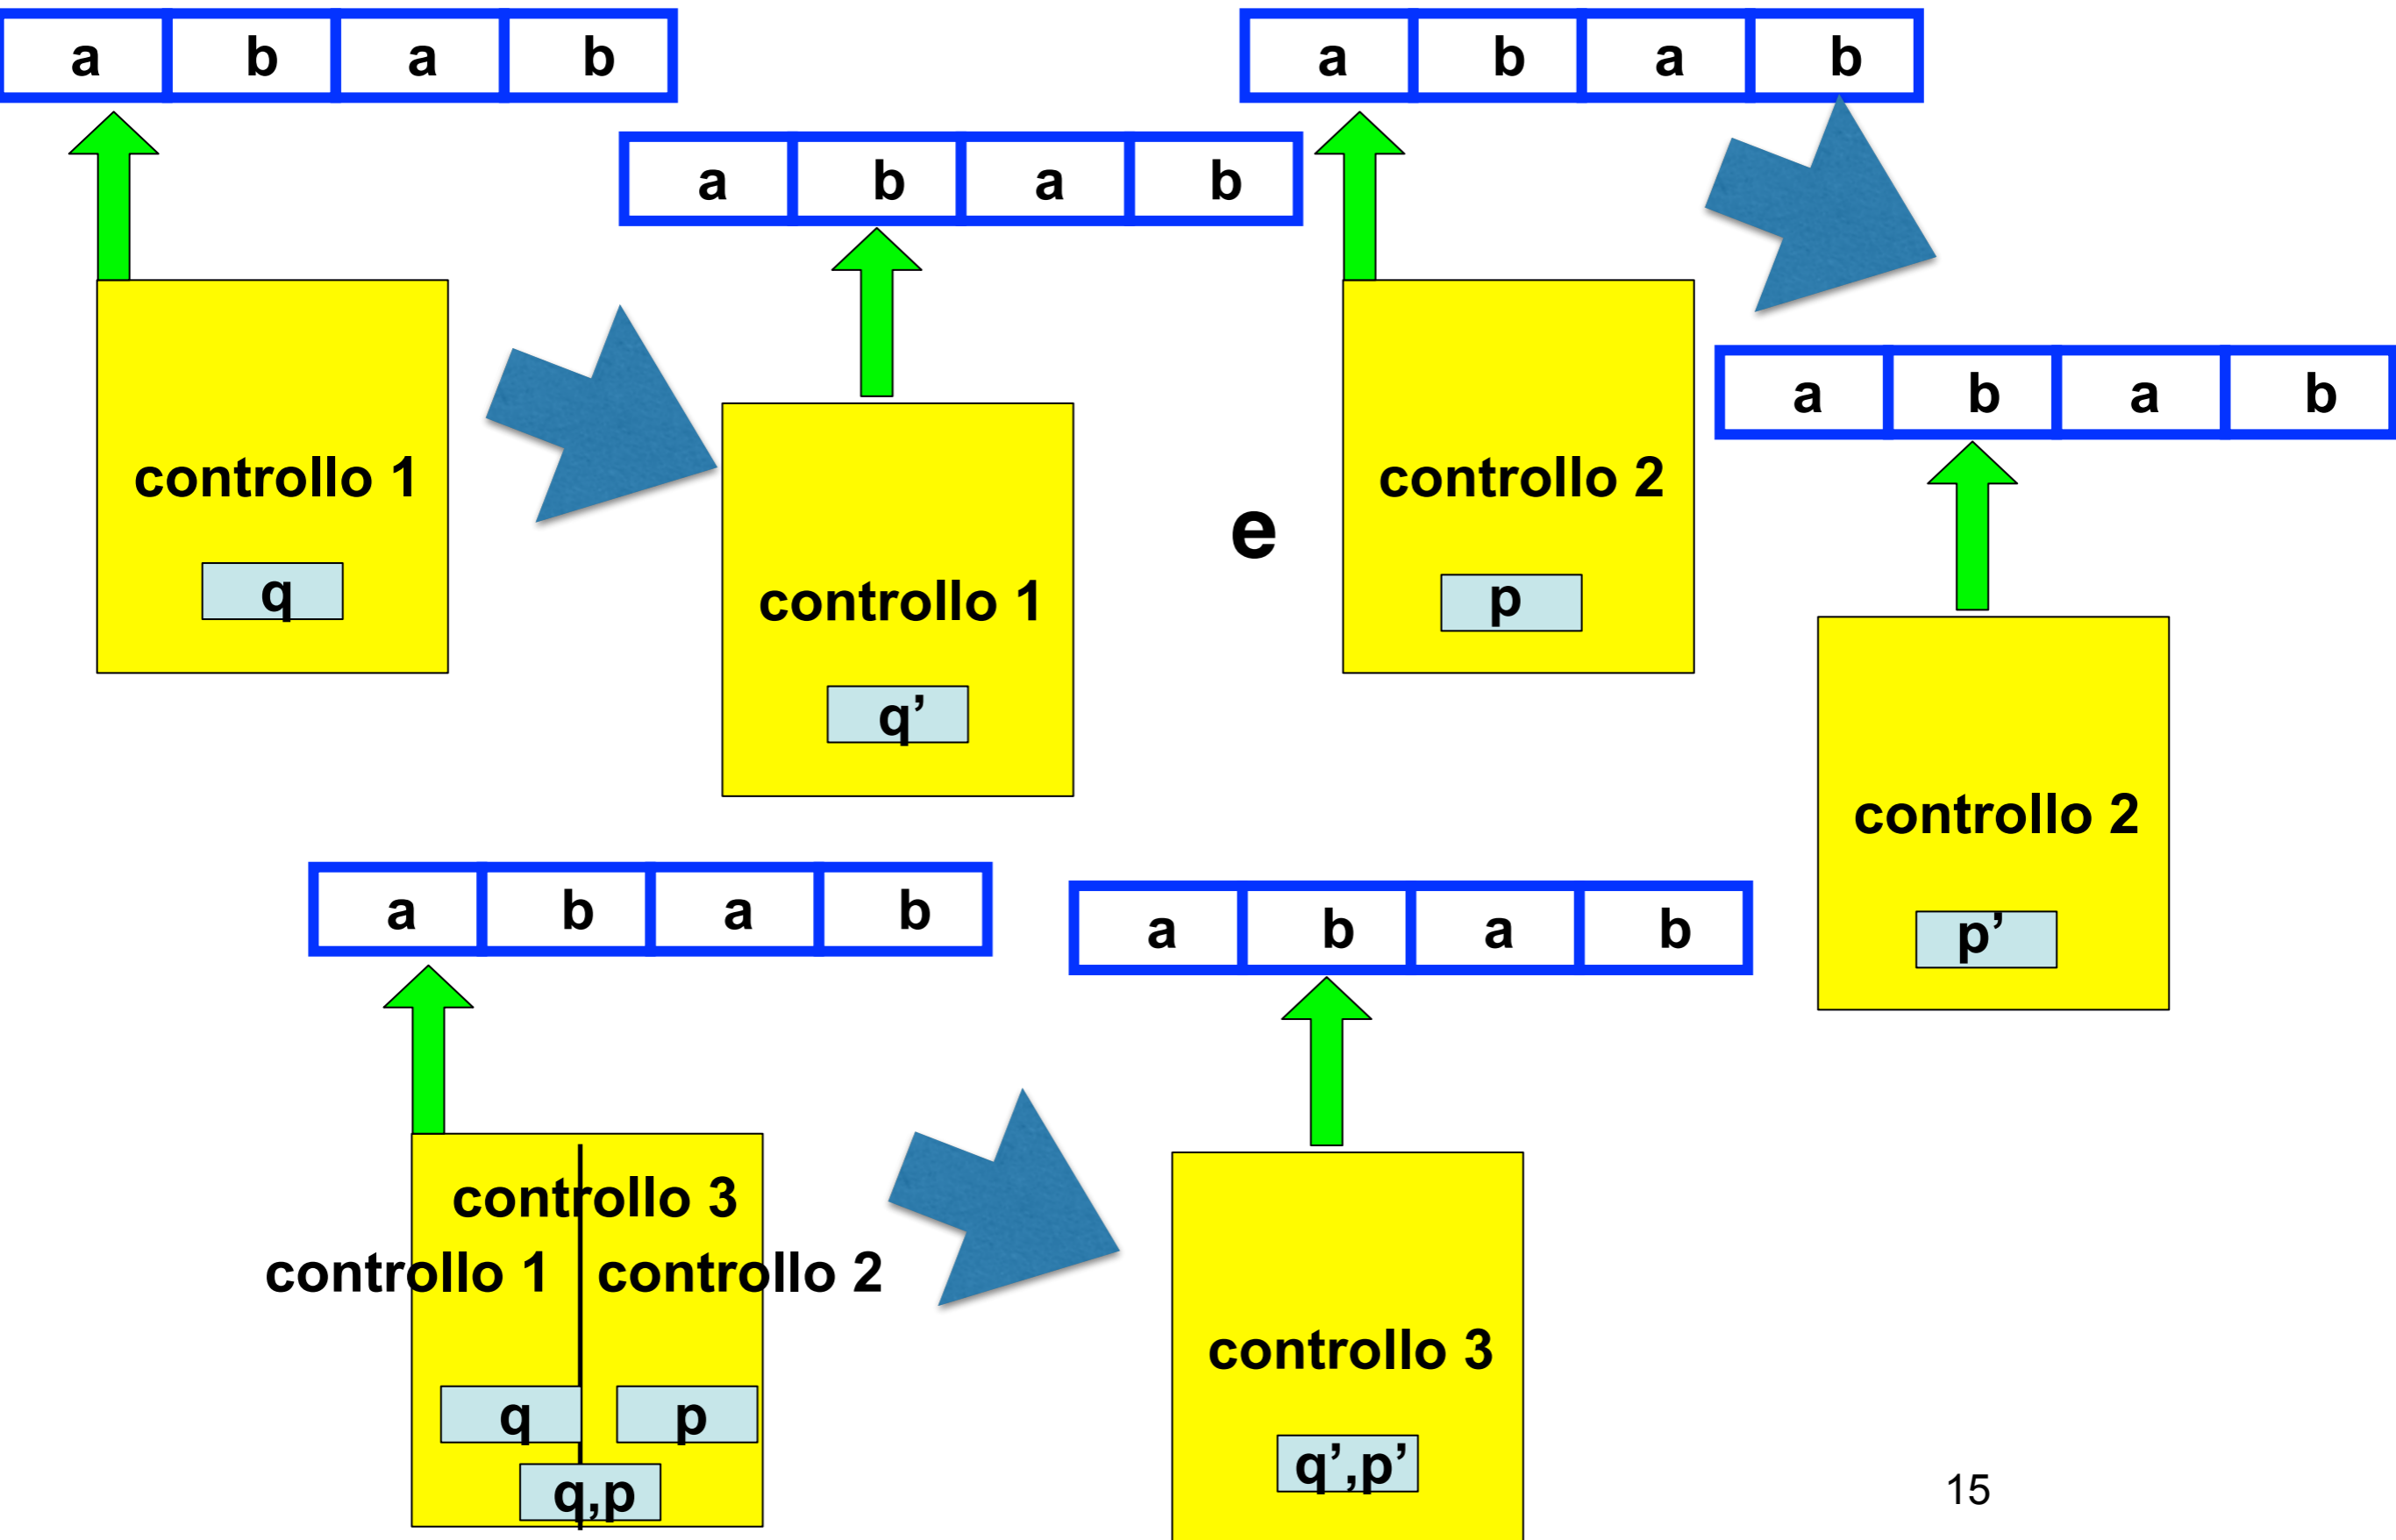 a b a b
controllo 1
q
a b a b
controllo 1
q’
e
a b a b
controllo 2
p
a b a b
controllo 2
p’
a b a b
controllo 3
controllo 1 controllo 2
q p
q,p
a b a b
controllo 3
q’,p’
15